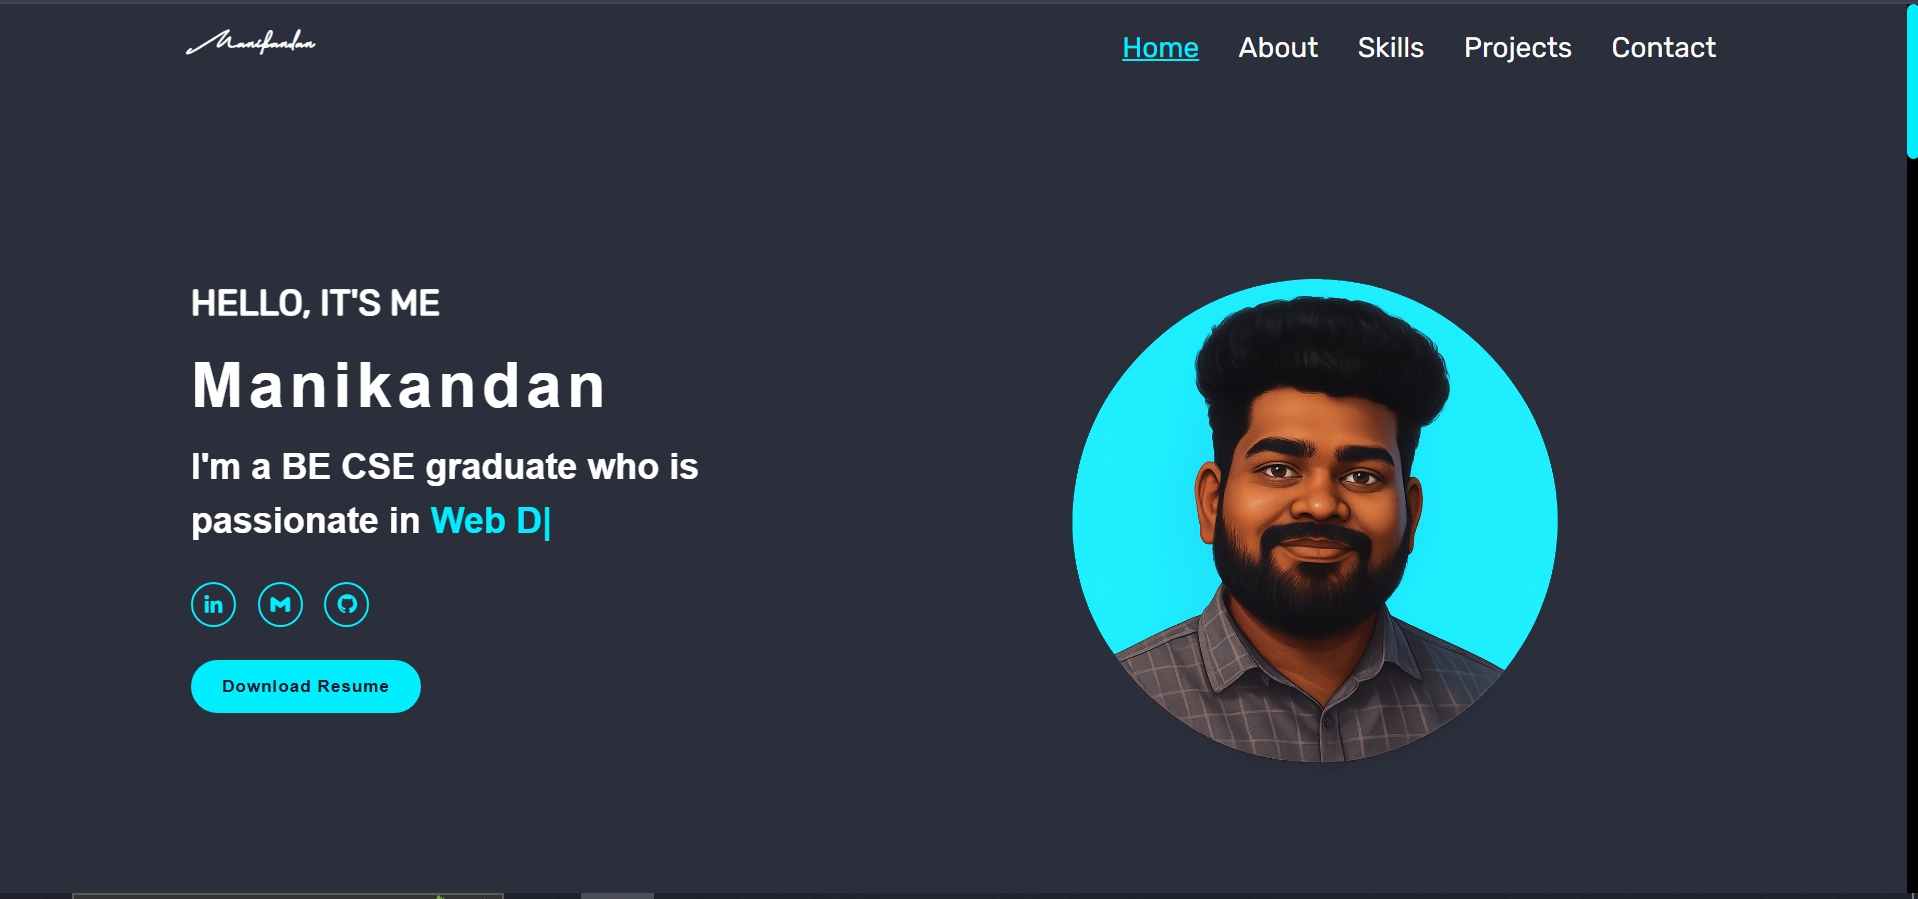 Manikandan
Home About Skills Projects Contact
HELLO, IT'S ME
Manikandan
I'm a BE CSE graduate who is
passionate in Web D|
in
Download Resume